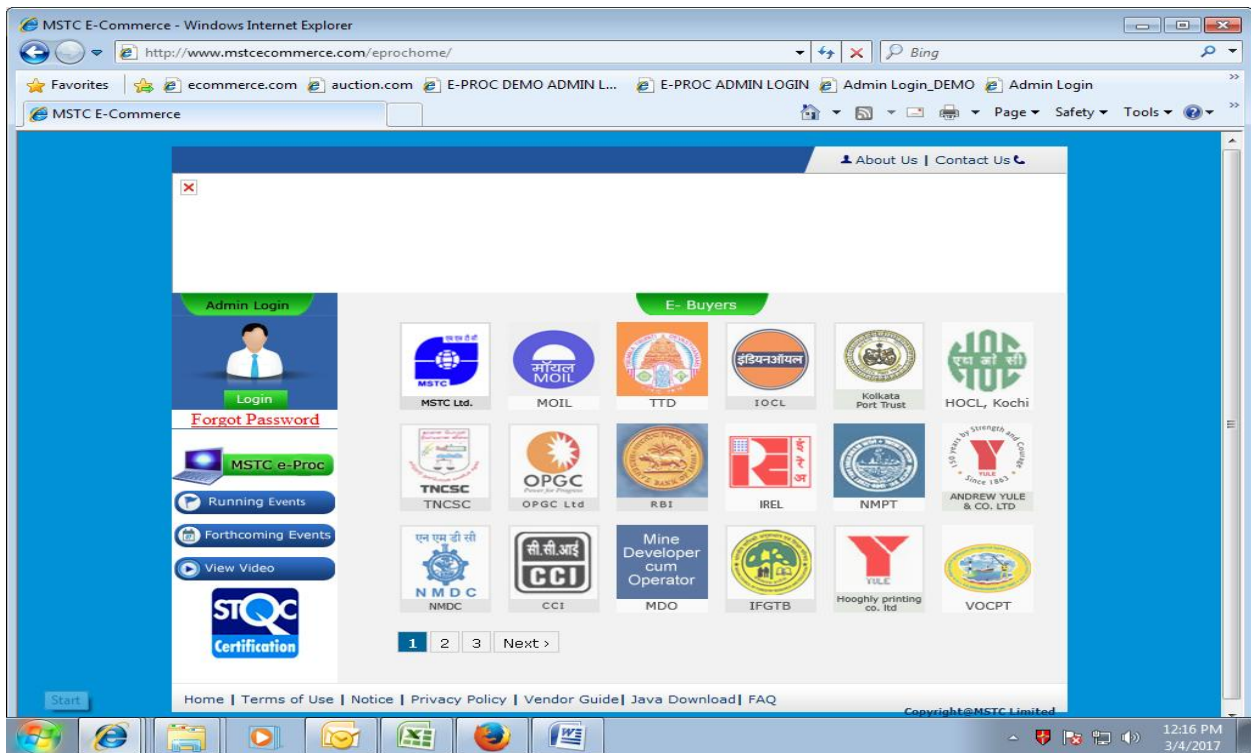 MSTC E-Commerce - Windows Internet Explorer
http://www.mstcecommerce.com/eprochome/
Bing
Favorites
ecommerce.com
auction.com
E-PROC DEMO ADMIN L...
E-PROC ADMIN LOGIN
Admin Login_DEMO
Admin Login
MSTC E-Commerce
Page
Safety
Tools
About Us | Contact Us
Admin Login
E- Buyers
Login
Forgot Password
MSTC e-Proc
Running Events
Forthcoming Events
View Video
STQC
Certification
MSTC
MSTC Ltd.
मॉयल
MOIL
MOIL
TTD
इंडियनऑयल
IOCL
Kolkata
Port Trust
एच ओ सी
HOCL, Kochi
TNCSC
TNCSC
OPGC
Power for Progress
OPGC Ltd
RBI
इं
रे
अ
IREL
NMPT
150 years by Strength and Courage
YULE
Since 1863
ANDREW YULE
& CO. LTD
एन एम डी सी
NMDC
NMDC
सी.सी.आई
CCI
CCI
Mine
Developer
cum
Operator
MDO
IFGTB
YULE
Hooghly printing
co. ltd
VOCPT
1 2 3 Next ›
Home | Terms of Use | Notice | Privacy Policy | Vendor Guide| Java Download| FAQ
Copyright@MSTC Limited
Start
12:16 PM
3/4/2017